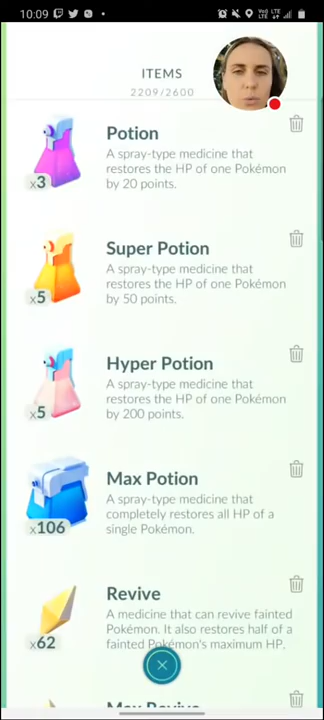 10:09
Vo) LTE
ITEMS
2209/2600
Potion
A spray-type medicine that
restores the HP of one Pokémon
by 20 points.
x3
Super Potion
A spray-type medicine that
restores the HP of one Pokémon
by 50 points.
x5
Hyper Potion
A spray-type medicine that
restores the HP of one Pokémon
by 200 points.
x5
Max Potion
A spray-type medicine that
completely restores all HP of a
single Pokémon.
x106
Revive
A medicine that can revive fainted
Pokémon. It also restores half of a
fainted Pokémon's maximum HP.
x62
Max Revive